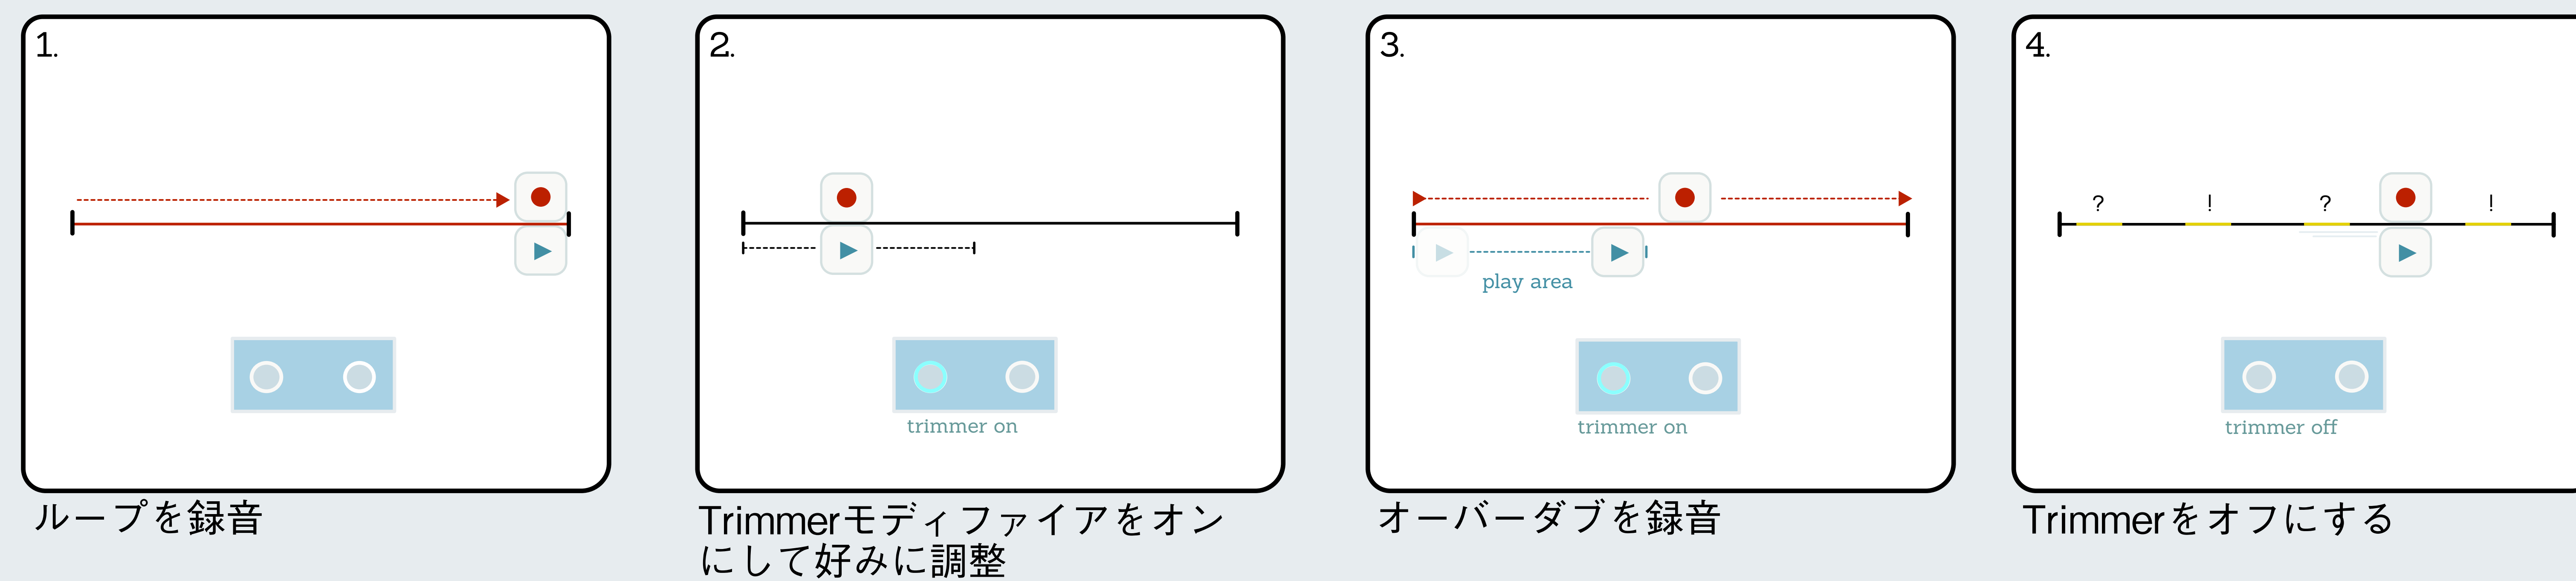 1.
ループを録音
2.
trimmer on
Trimmerモディファイアをオン
にして好みに調整
3.
play area
trimmer on
オーバーダブを録音
4.
? ! ? !
trimmer off
Trimmerをオフにする